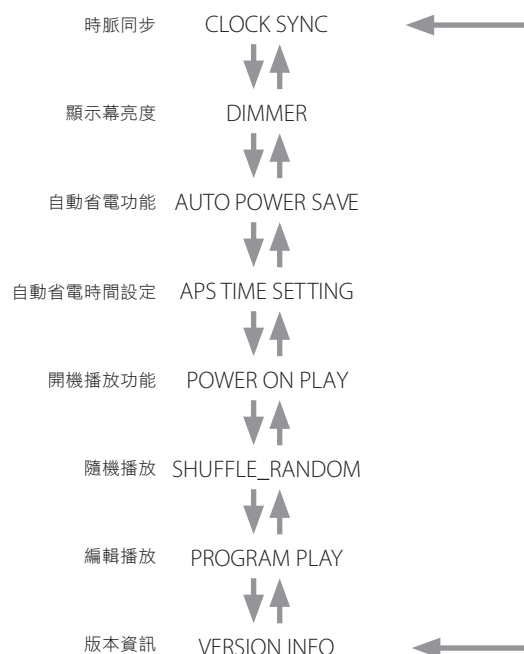 時脈同步 CLOCK SYNC
顯示幕亮度 DIMMER
自動省電功能 AUTO POWER SAVE
自動省電時間設定 APS TIME SETTING
開機播放功能 POWER ON PLAY
隨機播放 SHUFFLE_RANDOM
編輯播放 PROGRAM PLAY
版本資訊 VERSION INFO